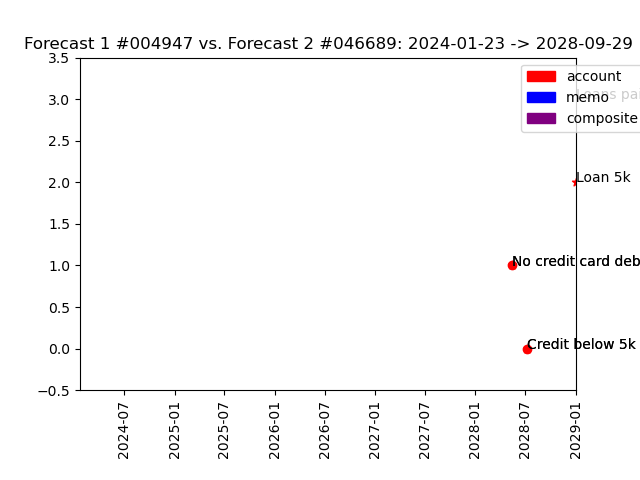 Forecast 1 #004947 vs. Forecast 2 #046689: 2024-01-23 -> 2028-09-29
3.5
3.0
2.5
2.0
1.5
1.0
0.5
0.0
−0.5
account
memo
composite
Loans pa
Loan 5k
No credit card deb
Credit below 5k
2024-07
2025-01
2025-07
2026-01
2026-07
2027-01
2027-07
2028-01
2028-07
2029-01